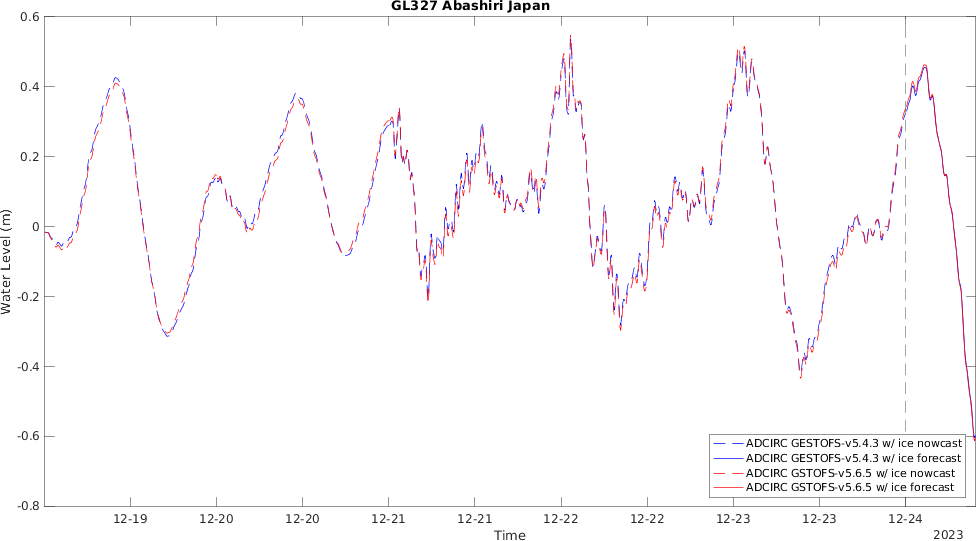 GL327 Abashiri Japan
0.6
0.4
0.2
0
-0.2
-0.4
-0.6
-0.8
Water Level (m)
ADCIRC GESTOFS-v5.4.3 w/ ice nowcast
ADCIRC GESTOFS-v5.4.3 w/ ice forecast
ADCIRC GSTOFS-v5.6.5 w/ ice nowcast
ADCIRC GSTOFS-v5.6.5 w/ ice forecast
12-19 12-20 12-20 12-21 12-21 12-22 12-22 12-23 12-23 12-24
Time
2023